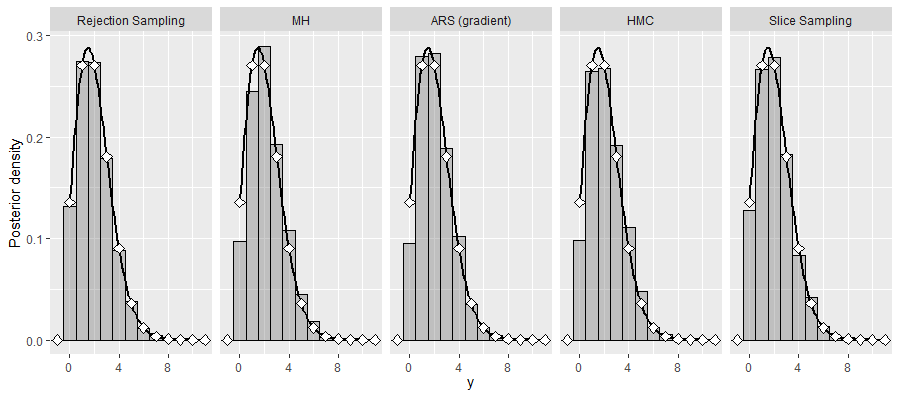 Rejection Sampling MH ARS (gradient) HMC Slice Sampling
0.3
0.2
0.1
0.0
Posterior density
0 4 8 0 4 8 0 4 8 0 4 8 0 4 8
y